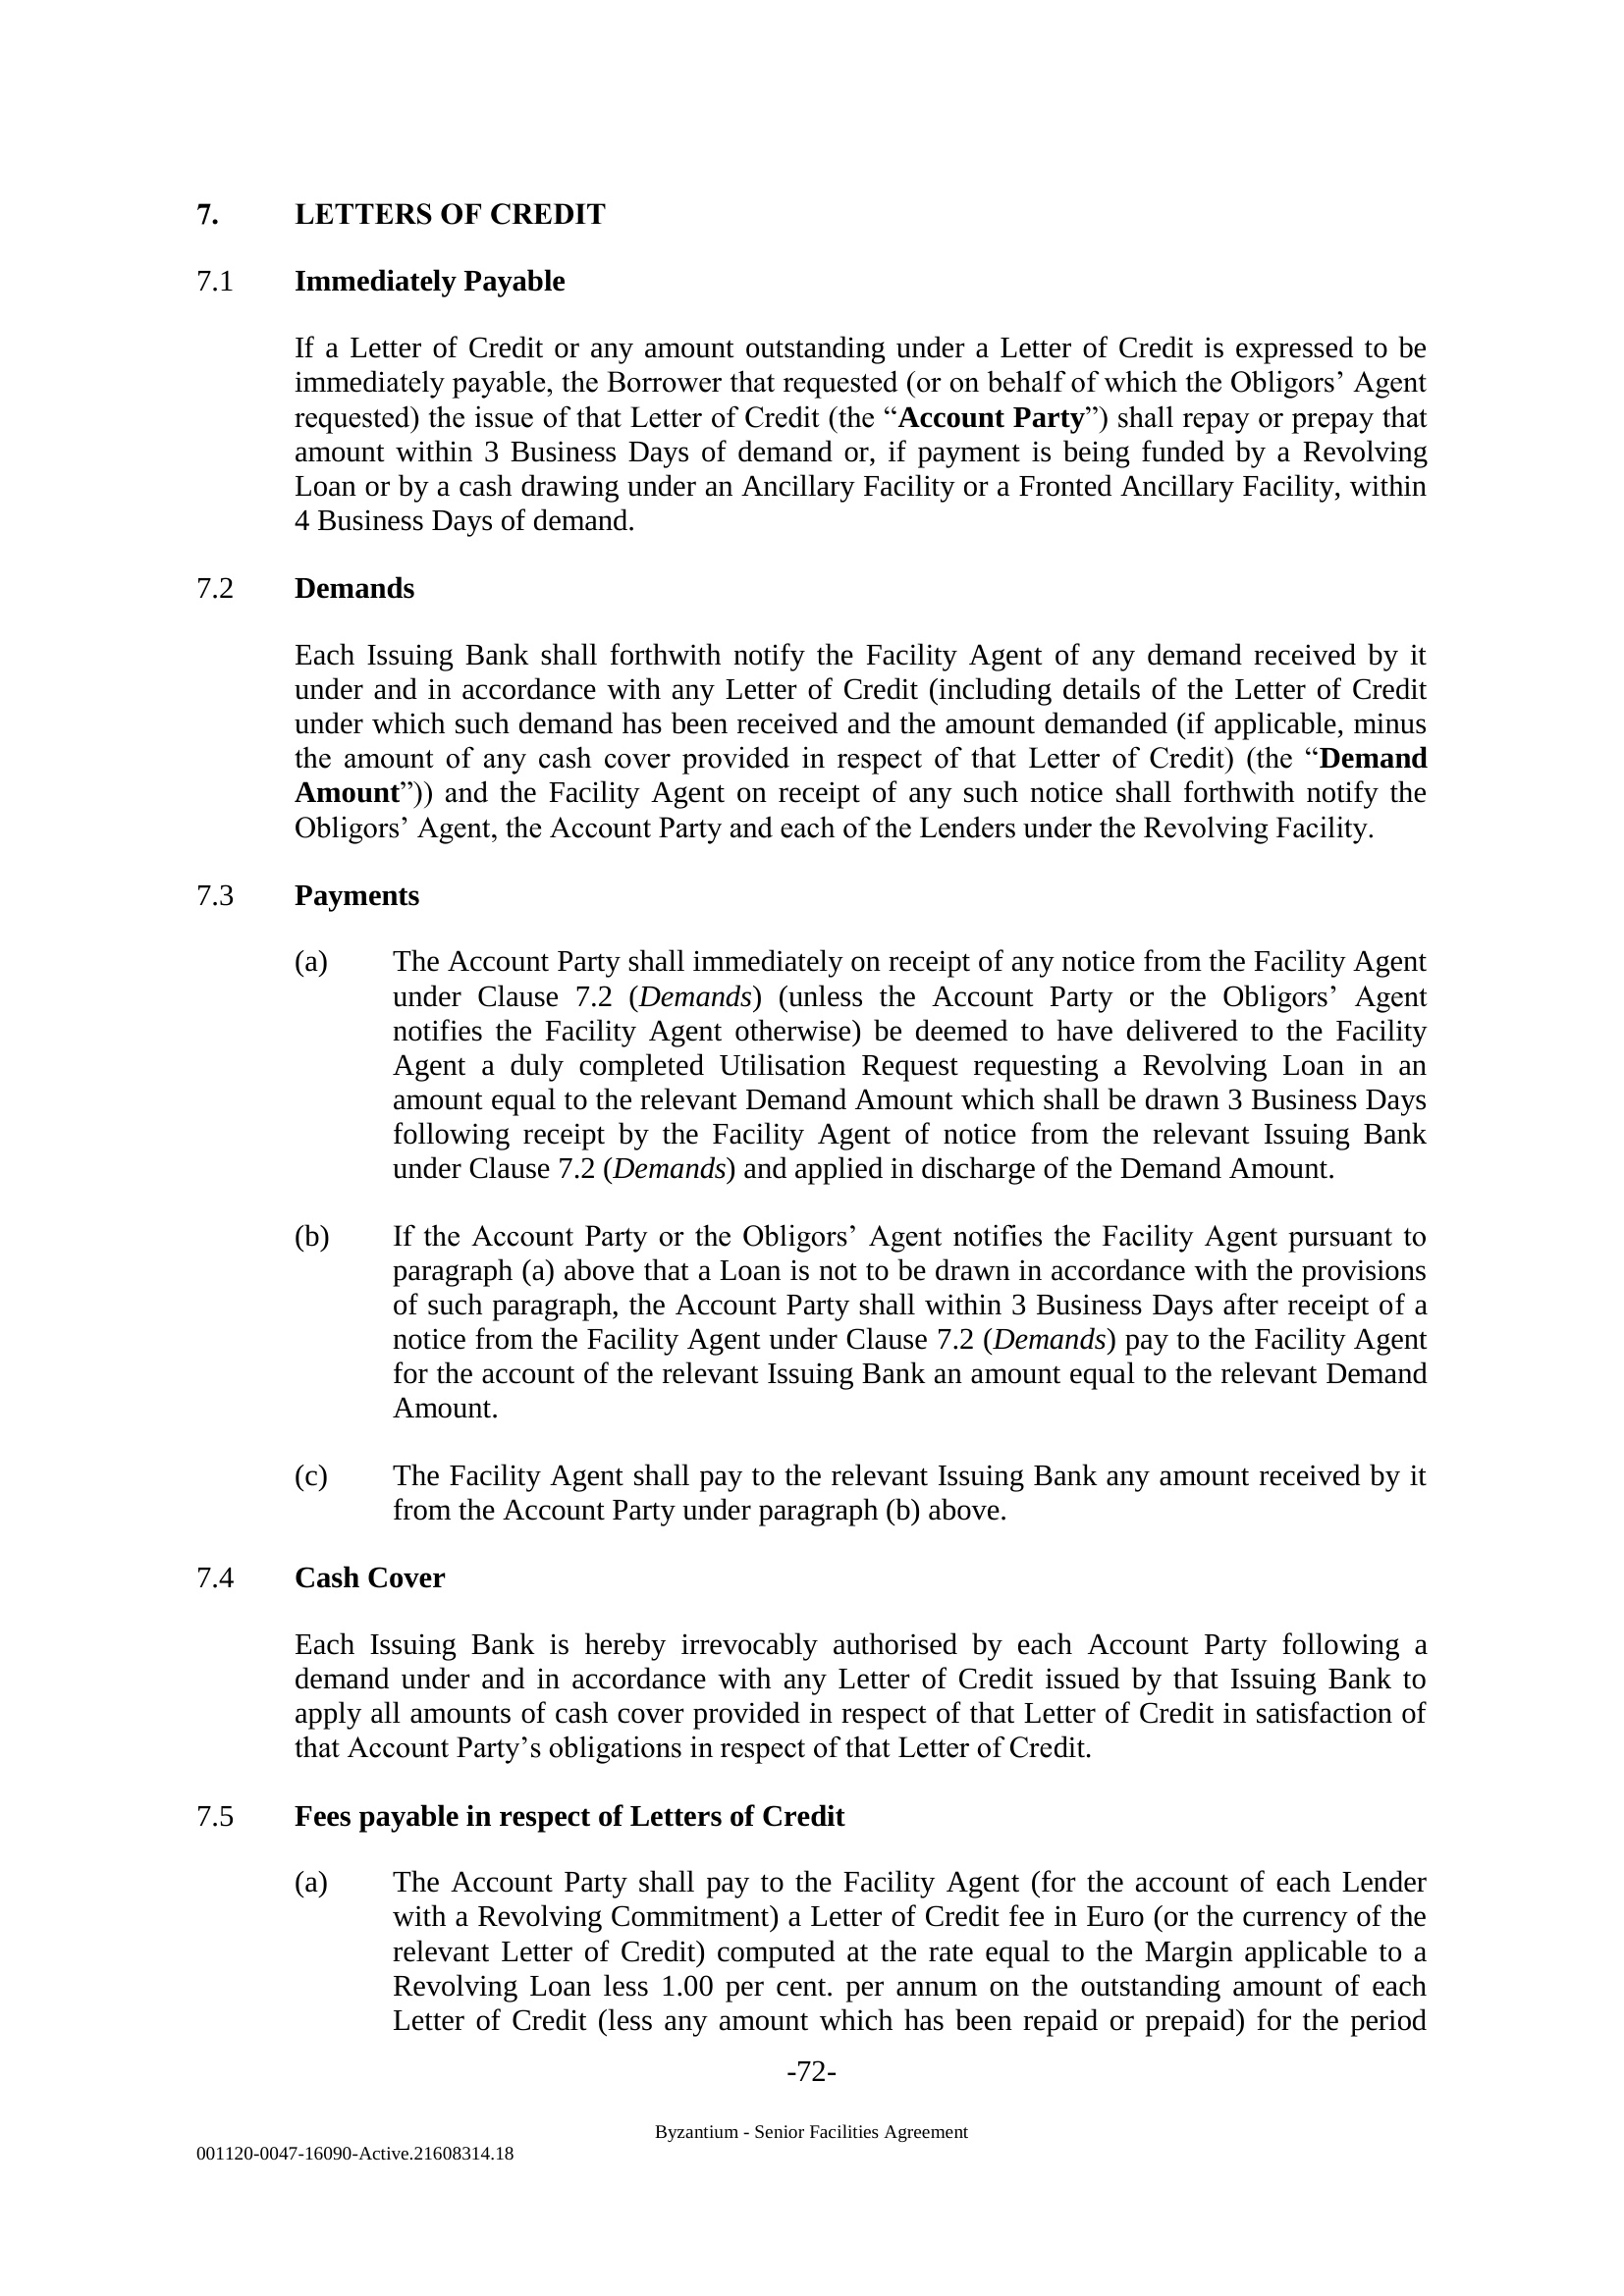 7. LETTERS OF CREDIT
7.1 Immediately Payable
If a Letter of Credit or any amount outstanding under a Letter of Credit is expressed to be
immediately payable, the Borrower that requested (or on behalf of which the Obligors’ Agent
requested) the issue of that Letter of Credit (the “Account Party”) shall repay or prepay that
amount within 3 Business Days of demand or, if payment is being funded by a Revolving
Loan or by a cash drawing under an Ancillary Facility or a Fronted Ancillary Facility, within
4 Business Days of demand.
7.2 Demands
Each Issuing Bank shall forthwith notify the Facility Agent of any demand received by it
under and in accordance with any Letter of Credit (including details of the Letter of Credit
under which such demand has been received and the amount demanded (if applicable, minus
the amount of any cash cover provided in respect of that Letter of Credit) (the “Demand
Amount”)) and the Facility Agent on receipt of any such notice shall forthwith notify the
Obligors’ Agent, the Account Party and each of the Lenders under the Revolving Facility.
7.3 Payments
(a) The Account Party shall immediately on receipt of any notice from the Facility Agent
under Clause 7.2 (Demands) (unless the Account Party or the Obligors’ Agent
notifies the Facility Agent otherwise) be deemed to have delivered to the Facility
Agent a duly completed Utilisation Request requesting a Revolving Loan in an
amount equal to the relevant Demand Amount which shall be drawn 3 Business Days
following receipt by the Facility Agent of notice from the relevant Issuing Bank
under Clause 7.2 (Demands) and applied in discharge of the Demand Amount.
(b) If the Account Party or the Obligors’ Agent notifies the Facility Agent pursuant to
paragraph (a) above that a Loan is not to be drawn in accordance with the provisions
of such paragraph, the Account Party shall within 3 Business Days after receipt of a
notice from the Facility Agent under Clause 7.2 (Demands) pay to the Facility Agent
for the account of the relevant Issuing Bank an amount equal to the relevant Demand
Amount.
(c) The Facility Agent shall pay to the relevant Issuing Bank any amount received by it
from the Account Party under paragraph (b) above.
7.4 Cash Cover
Each Issuing Bank is hereby irrevocably authorised by each Account Party following a
demand under and in accordance with any Letter of Credit issued by that Issuing Bank to
apply all amounts of cash cover provided in respect of that Letter of Credit in satisfaction of
that Account Party’s obligations in respect of that Letter of Credit.
7.5 Fees payable in respect of Letters of Credit
(a) The Account Party shall pay to the Facility Agent (for the account of each Lender
with a Revolving Commitment) a Letter of Credit fee in Euro (or the currency of the
relevant Letter of Credit) computed at the rate equal to the Margin applicable to a
Revolving Loan less 1.00 per cent. per annum on the outstanding amount of each
Letter of Credit (less any amount which has been repaid or prepaid) for the period
-72-
Byzantium - Senior Facilities Agreement
001120-0047-16090-Active.21608314.18